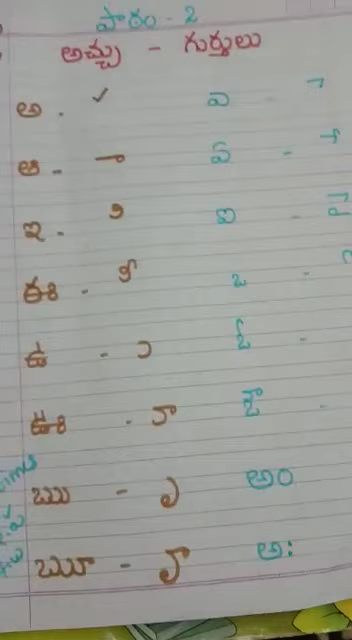 పాఠం - 2
అచ్చు - గుర్తులు
అ . ✓ ఎ - ె
ఆ - ా ఏ - ే
ఇ - ి ఐ - ై
ఈ - ీ ఒ -
ఉ - ు ఓ -
ఊ - ూ ఔ -
ఋ - ృ అం
ౠ - ౄ అః